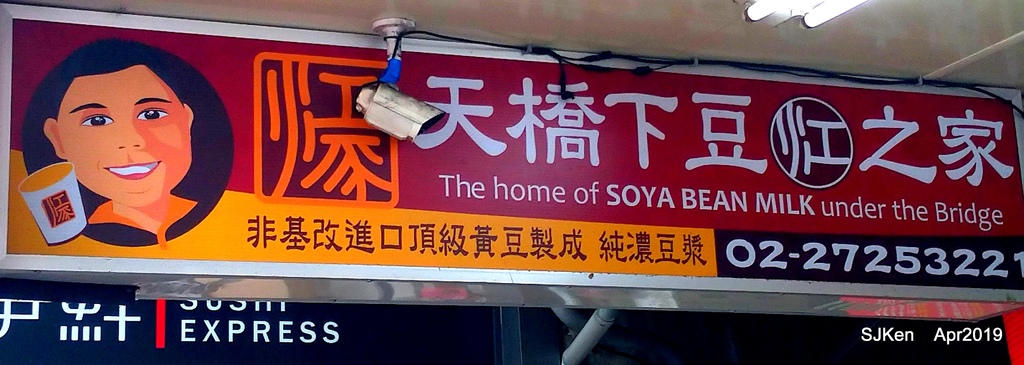 天橋下豆江之家
The home of SOYA BEAN MILK under the Bridge
非基改進口頂級黃豆製成 純濃豆漿
02-27253221
SUSHI
EXPRESS
SJKen Apr2019